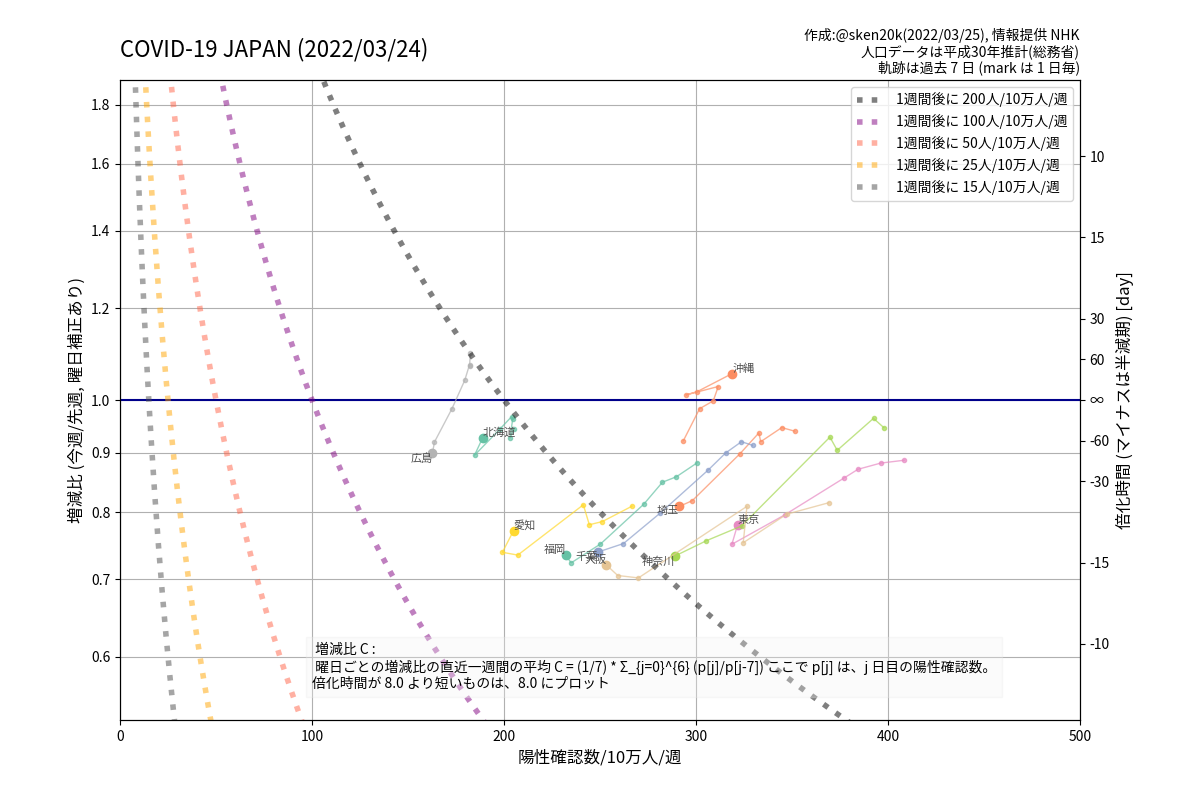 COVID-19 JAPAN (2022/03/24)
作成:@sken20k(2022/03/25), 情報提供 NHK
人口データは平成30年推計(総務省)
軌跡は過去 7 日 (mark は 1 日毎)
1週間後に 200人/10万人/週
1週間後に 100人/10万人/週
1週間後に 50人/10万人/週
1週間後に 25人/10万人/週
1週間後に 15人/10万人/週
1.8
1.6
1.4
1.2
1.0
0.9
0.8
0.7
0.6
増減比 (今週/先週, 曜日補正あり)
10
15
30
60
∞
-60
-30
-15
-10
倍化時間 (マイナスは半減期) [day]
沖縄
北海道
広島
埼玉
愛知
東京
福岡
千葉
大阪
神奈川
増減比 C :
曜日ごとの増減比の直近一週間の平均 C = (1/7) * Σ_{j=0}^{6} (p[j]/p[j-7]) ここで p[j] は、j 日目の陽性確認数。
倍化時間が 8.0 より短いものは、8.0 にプロット
0
100
200
300
400
500
陽性確認数/10万人/週